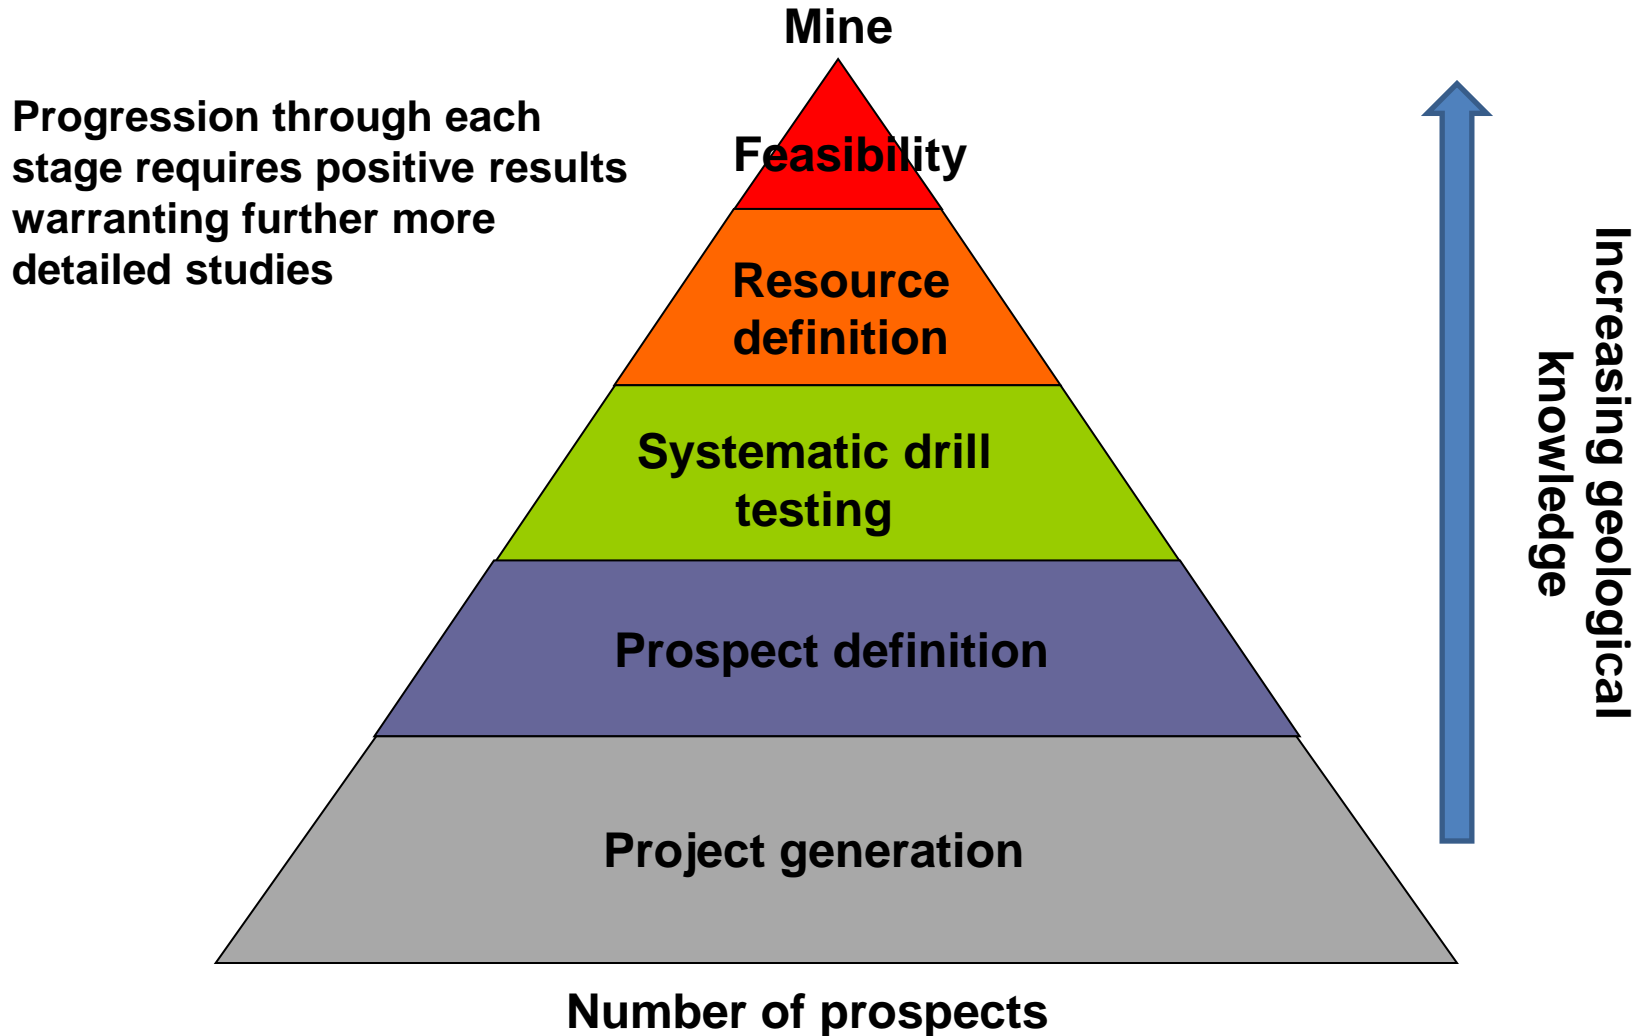 Mine
Progression through each
stage requires positive results
warranting further more
detailed studies
Feasibility
Resource
definition
Systematic drill
testing
Prospect definition
Project generation
Number of prospects
Increasing geological
knowledge